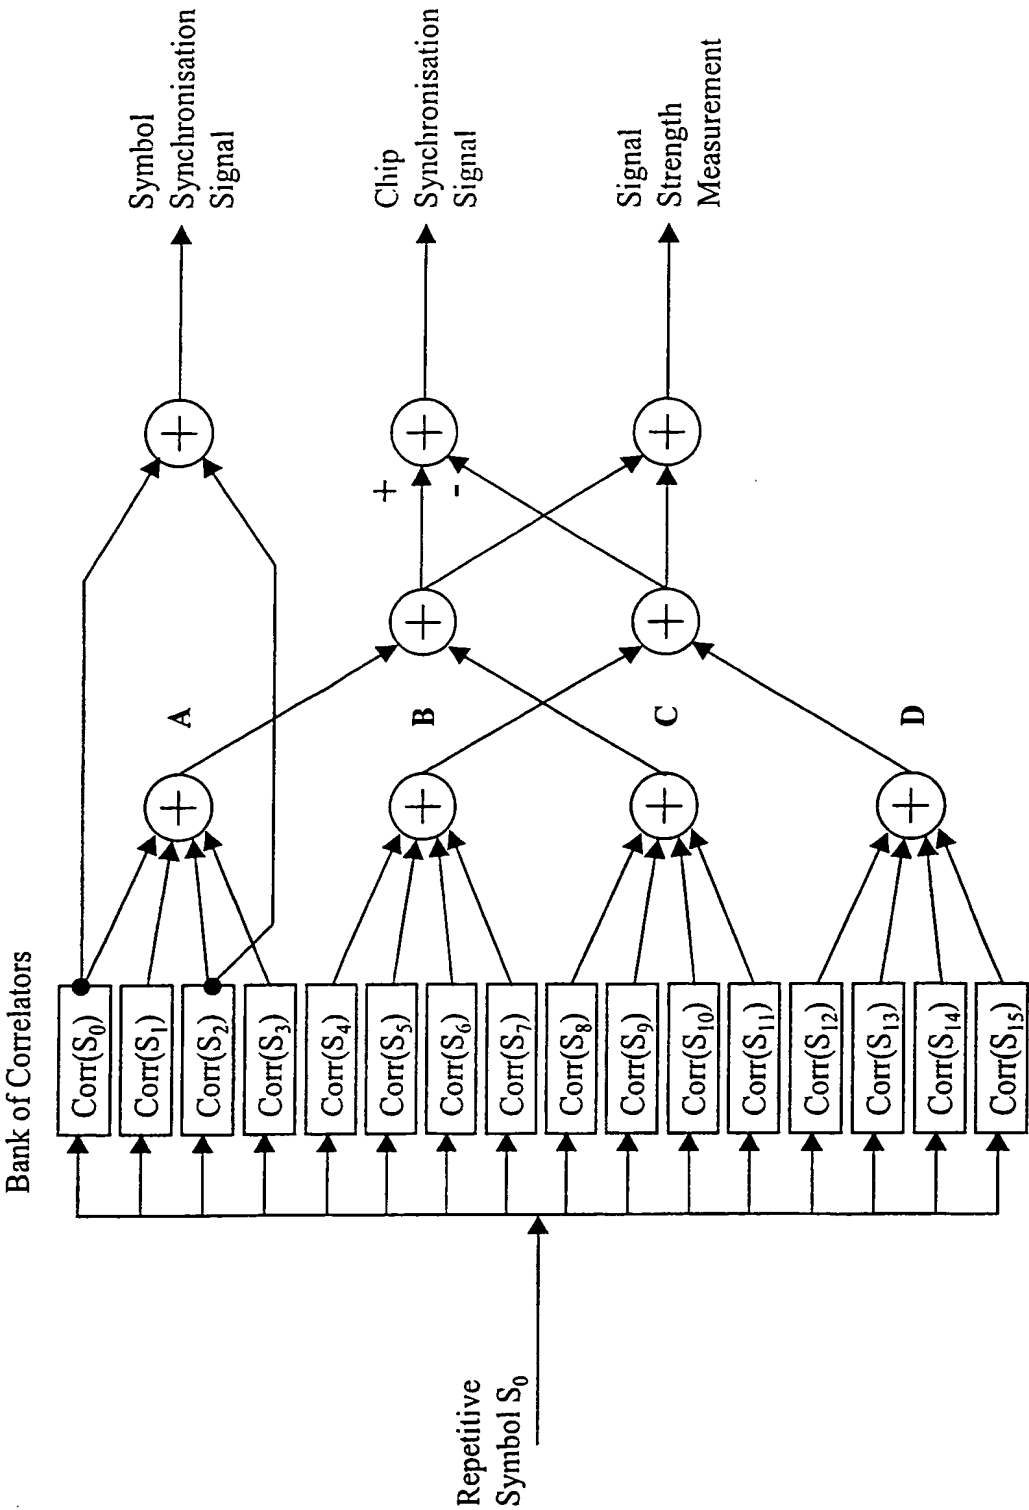 Repetitive
Symbol S₀
Bank of Correlators
Corr(S₀)
Corr(S₁)
Corr(S₂)
Corr(S₃)
Corr(S₄)
Corr(S₅)
Corr(S₆)
Corr(S₇)
Corr(S₈)
Corr(S₉)
Corr(S₁₀)
Corr(S₁₁)
Corr(S₁₂)
Corr(S₁₃)
Corr(S₁₄)
Corr(S₁₅)
+
+
+
+
A
B
C
D
+
+
+
-
+
+
+
Symbol
Synchronisation
Signal
Chip
Synchronisation
Signal
Signal
Strength
Measurement